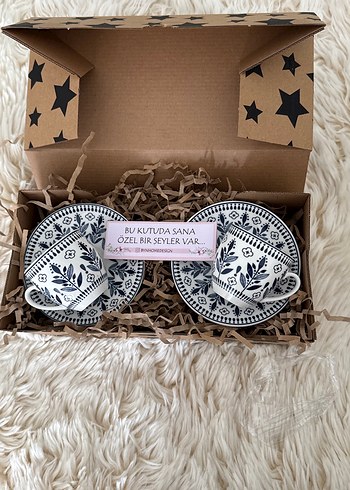 BU KUTUDA SANA
ÖZEL BİR ŞEYLER VAR...